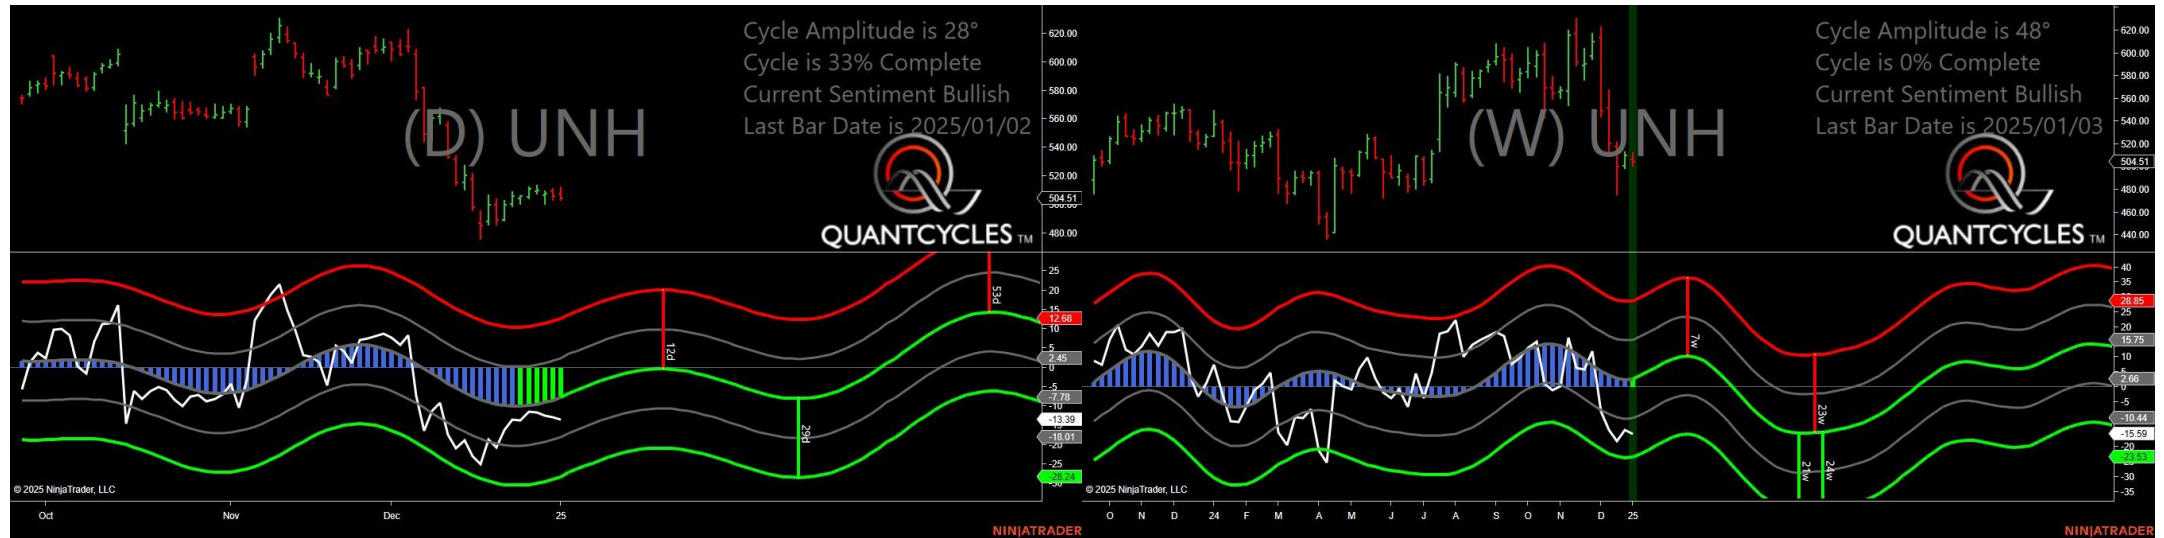 Cycle Amplitude is 28°
Cycle is 33% Complete
Current Sentiment Bullish
Last Bar Date is 2025/01/02
(D) UNH
QUANTCYCLES TM
620.00
600.00
580.00
560.00
540.00
520.00
504.51
480.00
25
20
15
12.68
10
5
2.45
0
-5
-7.78
-10
-13.39
-18.01
-20
-25
-28.24
12d
29d
53d
© 2025 NinjaTrader, LLC
Oct
Nov
Dec
25
NINJATRADER
Cycle Amplitude is 48°
Cycle is 0% Complete
Current Sentiment Bullish
Last Bar Date is 2025/01/03
(W) UNH
QUANTCYCLES TM
620.00
600.00
580.00
560.00
540.00
520.00
504.51
480.00
460.00
440.00
40
35
28.85
25
20
15.75
10
5
2.66
-5
-10.44
-15.59
-20
-23.53
-30
-35
7w
23w
21w
24w
© 2025 NinjaTrader, LLC
O N D 24 F M A M J J A S O N D 25
NINJATRADER